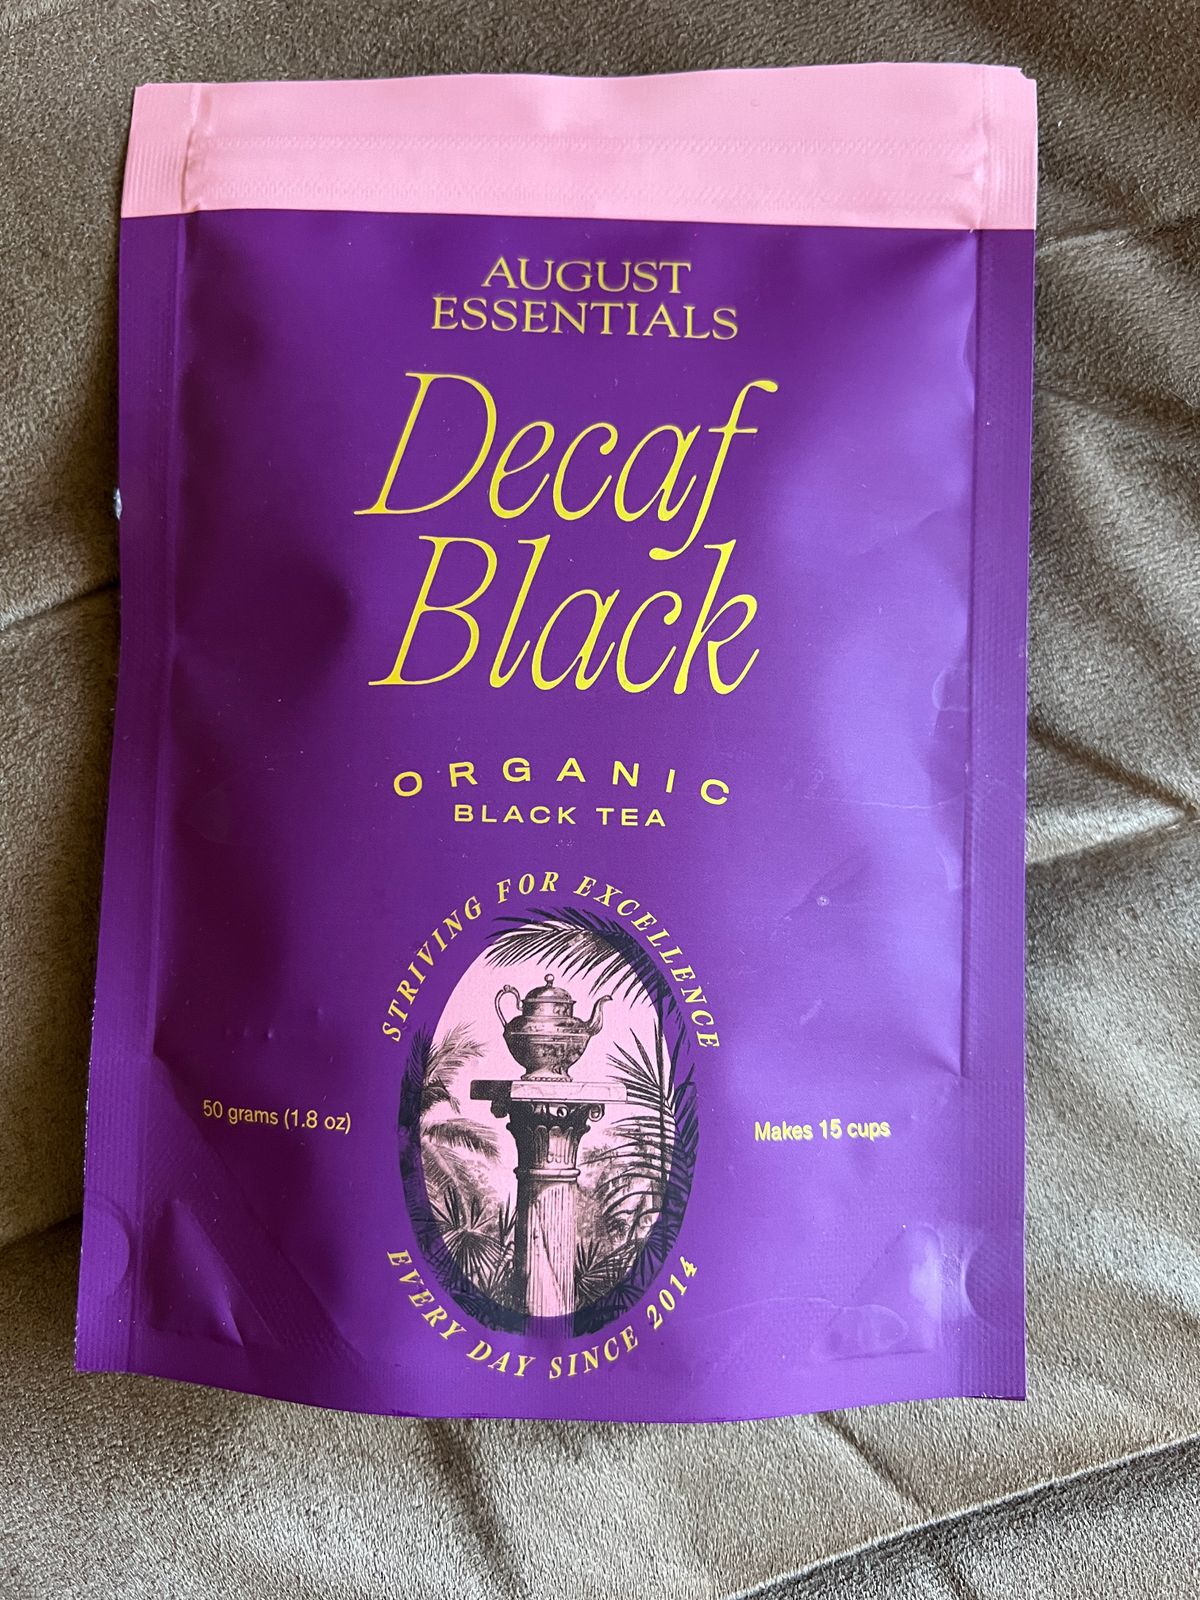 AUGUST
ESSENTIALS
Decaf
Black
ORGANIC
BLACK TEA
STRIVING FOR EXCELLENCE
50 grams (1.8 oz)
Makes 15 cups
EVERY DAY SINCE 2014